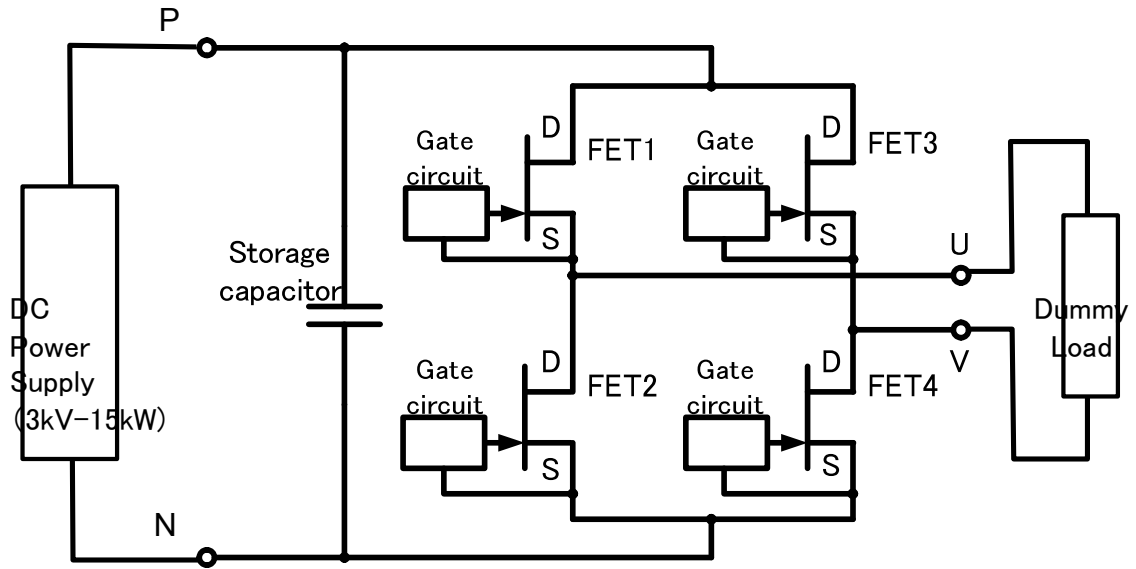 P
DC
Power
Supply
(3kV-15kW)
N
Storage
capacitor
Gate
circuit
D
S
FET1
Gate
circuit
D
S
FET3
Gate
circuit
D
S
FET2
Gate
circuit
D
S
FET4
U
V
Dummy
Load